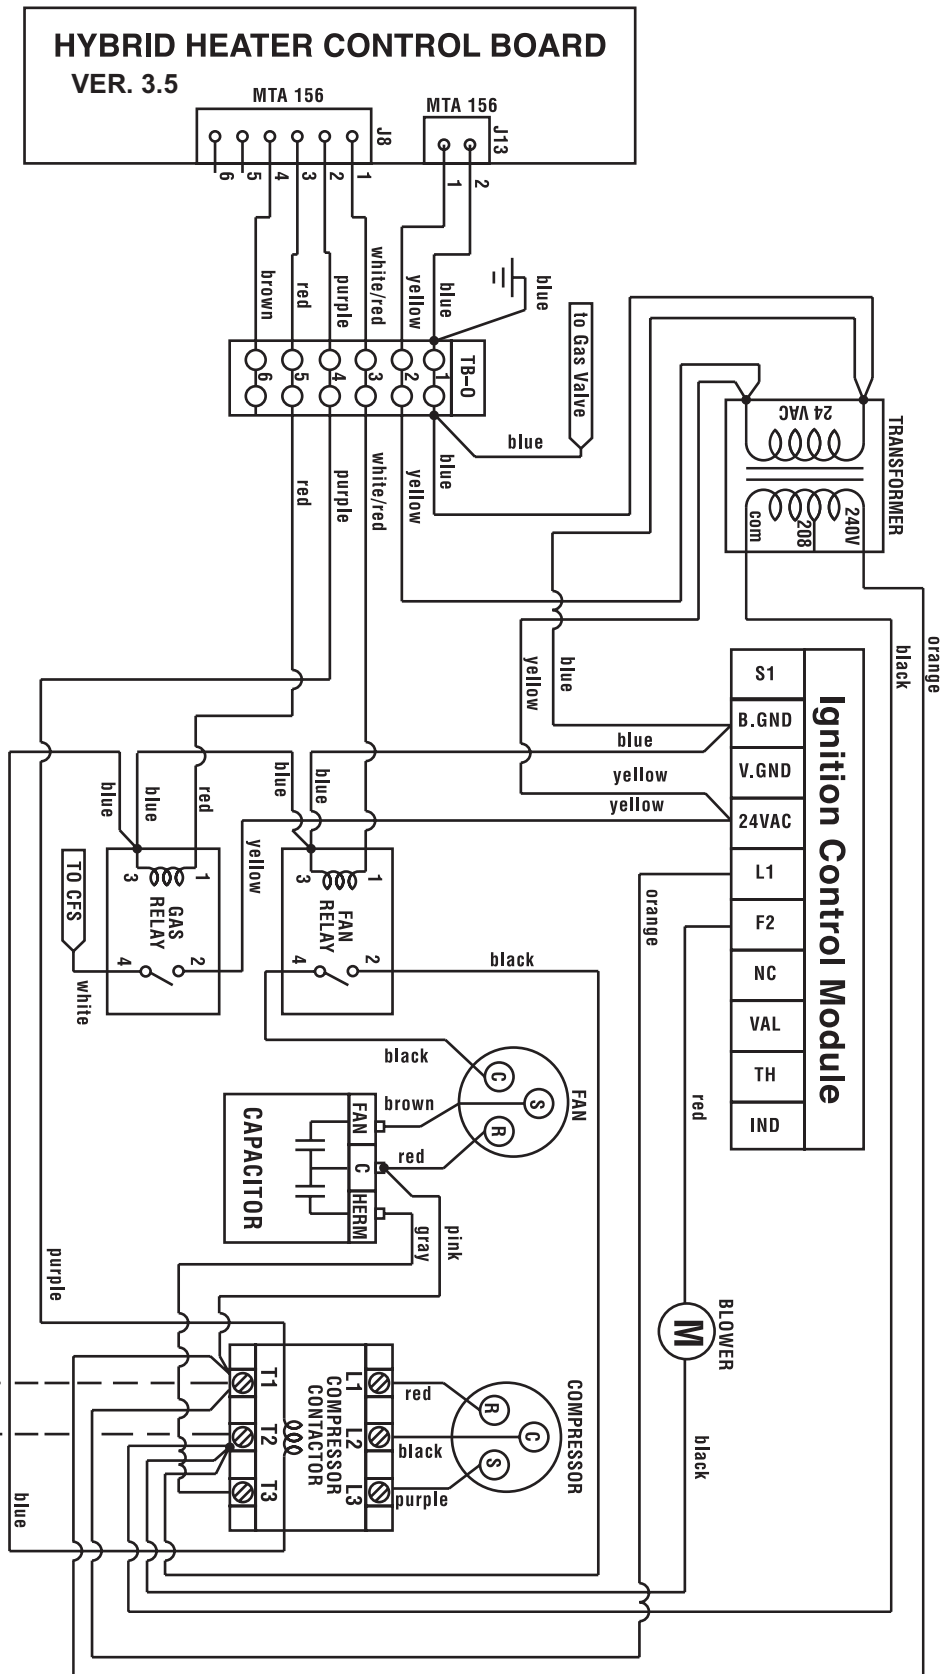 HYBRID HEATER CONTROL BOARD
VER. 3.5
MTA 156
J8
6
5
4
3
2
1
MTA 156
J13
1
2
brown
red
purple
white/red
yellow
blue
blue
to Gas Valve
6
5
4
3
2
1
TB-O
blue
red
purple
white/red
yellow
blue
24 VAC
TRANSFORMER
com
208
240V
orange
black
yellow
blue
blue
yellow
yellow
Ignition Control Module
S1
B.GND
V.GND
24VAC
L1
F2
NC
VAL
TH
IND
blue
blue
red
blue
blue
yellow
TO CFS
3
1
GAS RELAY
4
2
white
3
1
FAN RELAY
4
2
black
orange
black
brown
red
C
S
R
FAN
CAPACITOR
FAN
C
HERM
gray
pink
red
purple
BLOWER
M
black
T1
T2
T3
COMPRESSOR CONTACTOR
L1
L2
L3
red
black
purple
R
C
S
COMPRESSOR
blue